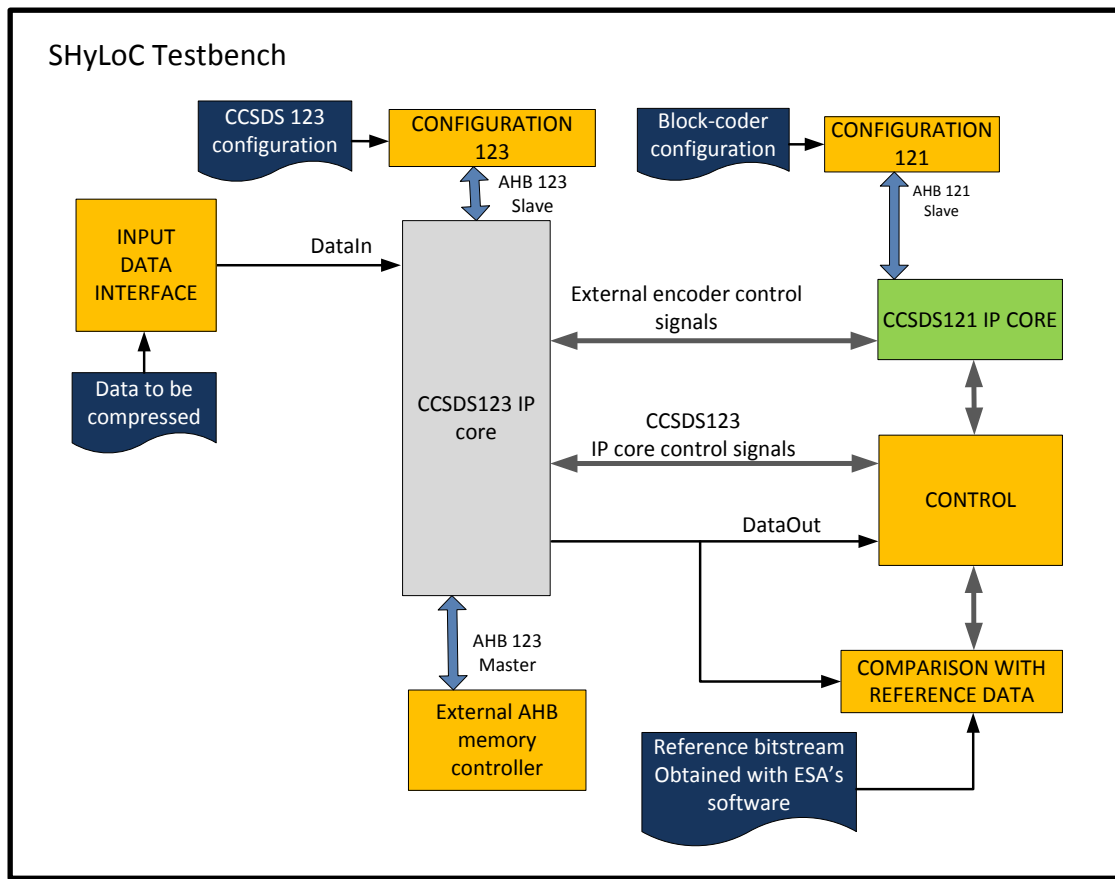 SHyLoC Testbench
CCSDS 123
configuration
CONFIGURATION
123
Block-coder
configuration
CONFIGURATION
121
AHB 123
Slave
AHB 121
Slave
INPUT
DATA
INTERFACE
DataIn
External encoder control
signals
CCSDS121 IP CORE
Data to be
compressed
CCSDS123 IP
core
CCSDS123
IP core control signals
CONTROL
DataOut
AHB 123
Master
COMPARISON WITH
REFERENCE DATA
External AHB
memory
controller
Reference bitstream
Obtained with ESA’s
software